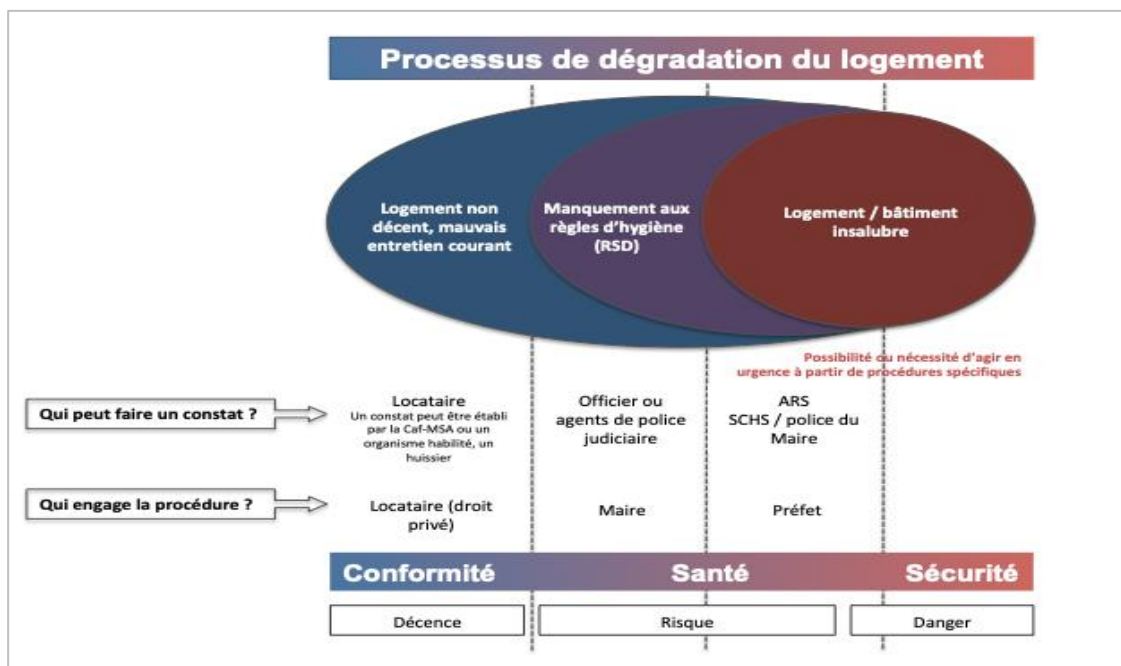 Processus de dégradation du logement
Logement non
décent, mauvais
entretien courant
Manquement aux
règles d'hygiène
(RSD)
Logement / bâtiment
insalubre
Possibilité ou nécessité d'agir en
urgence à partir de procédures spécifiques
Qui peut faire un constat ?
Locataire
Un constat peut être établi
par la Caf-MSA ou un
organisme habilité, un
huissier
Officier ou
agents de police
judiciaire
ARS
SCHS / police du
Maire
Qui engage la procédure ?
Locataire (droit
privé)
Maire
Préfet
Conformité
Santé
Sécurité
Décence
Risque
Danger